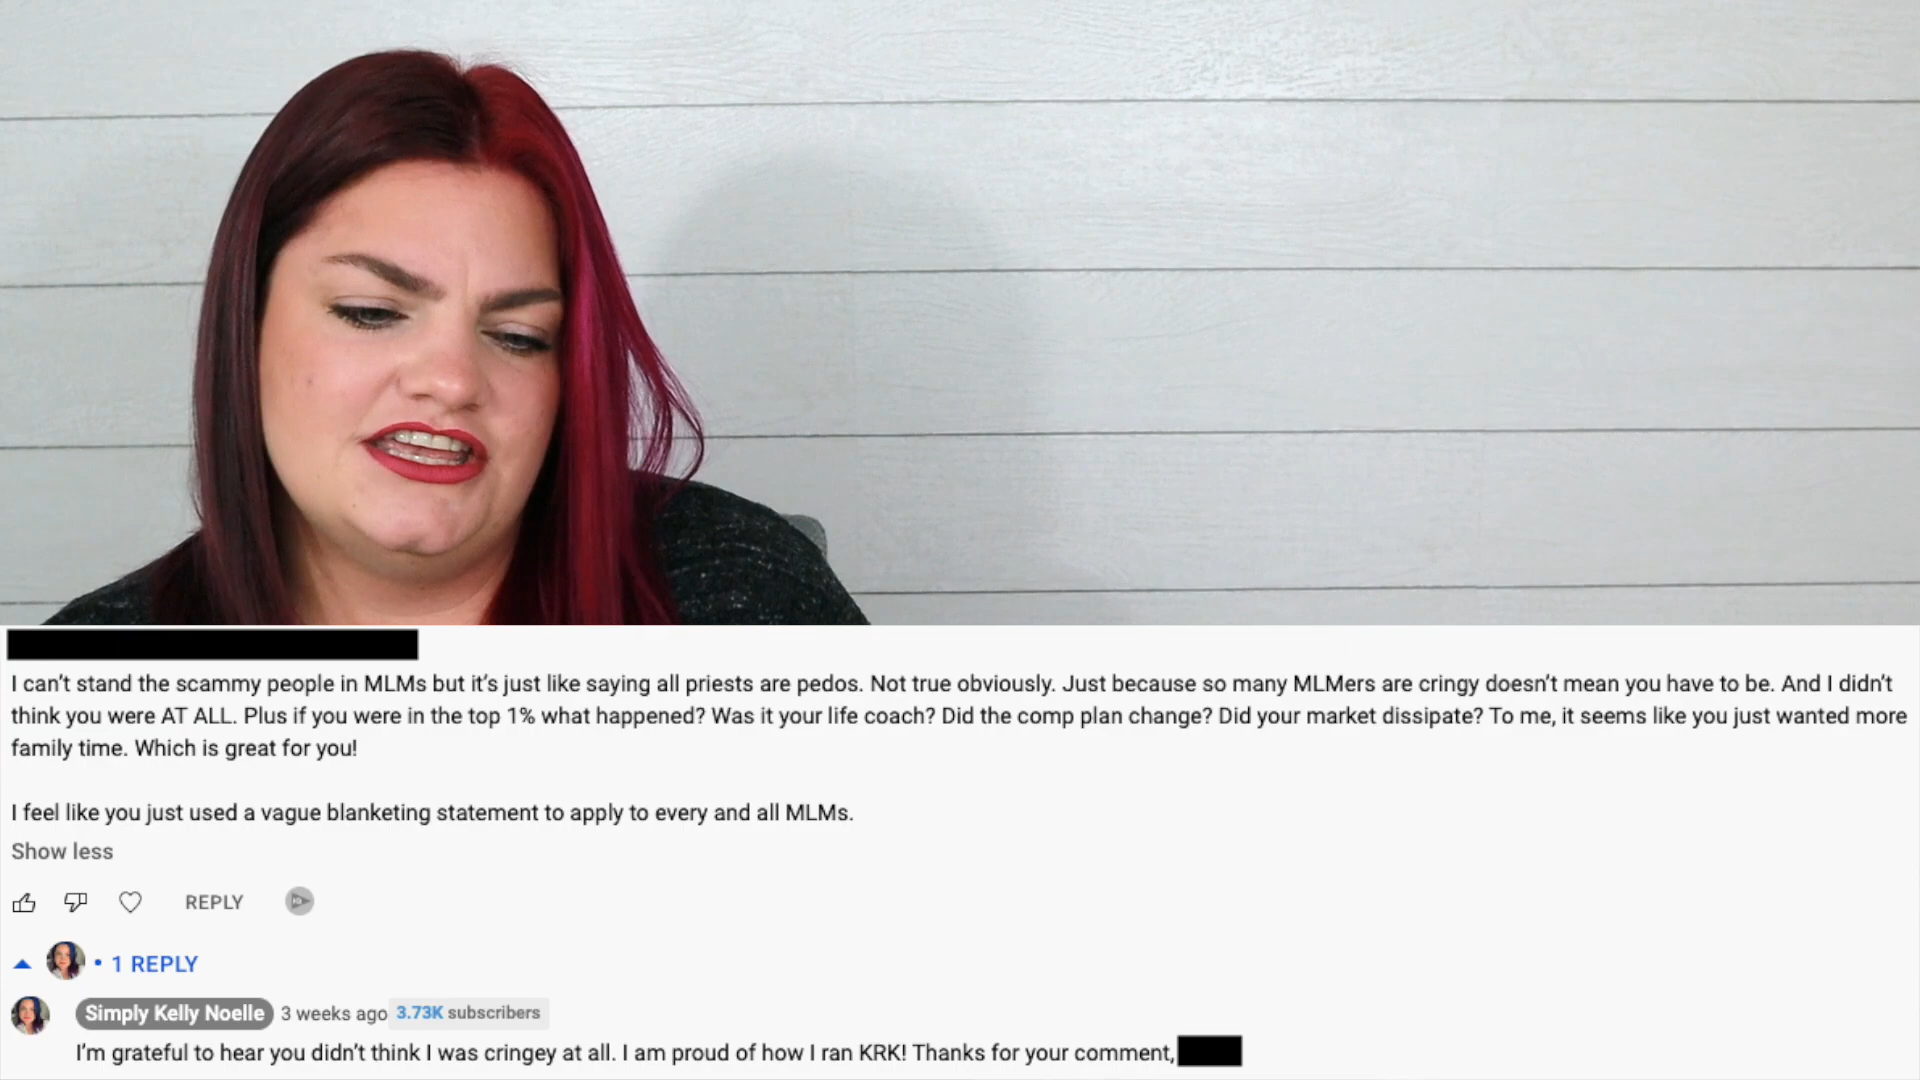 I can't stand the scammy people in MLMs but it's just like saying all priests are pedos. Not true obviously. Just because so many MLMers are cringy doesn't mean you have to be. And I didn't
think you were AT ALL. Plus if you were in the top 1% what happened? Was it your life coach? Did the comp plan change? Did your market dissipate? To me, it seems like you just wanted more
family time. Which is great for you!
I feel like you just used a vague blanketing statement to apply to every and all MLMs.
Show less
REPLY
• 1 REPLY
Simply Kelly Noelle 3 weeks ago 3.73K subscribers
I'm grateful to hear you didn't think I was cringey at all. I am proud of how I ran KRK! Thanks for your comment,